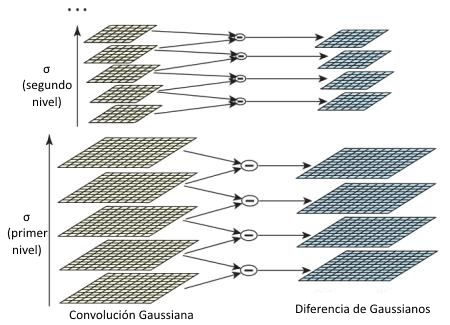 ...
σ
(segundo
nivel)
σ
(primer
nivel)
Convolución Gaussiana
Diferencia de Gaussianos